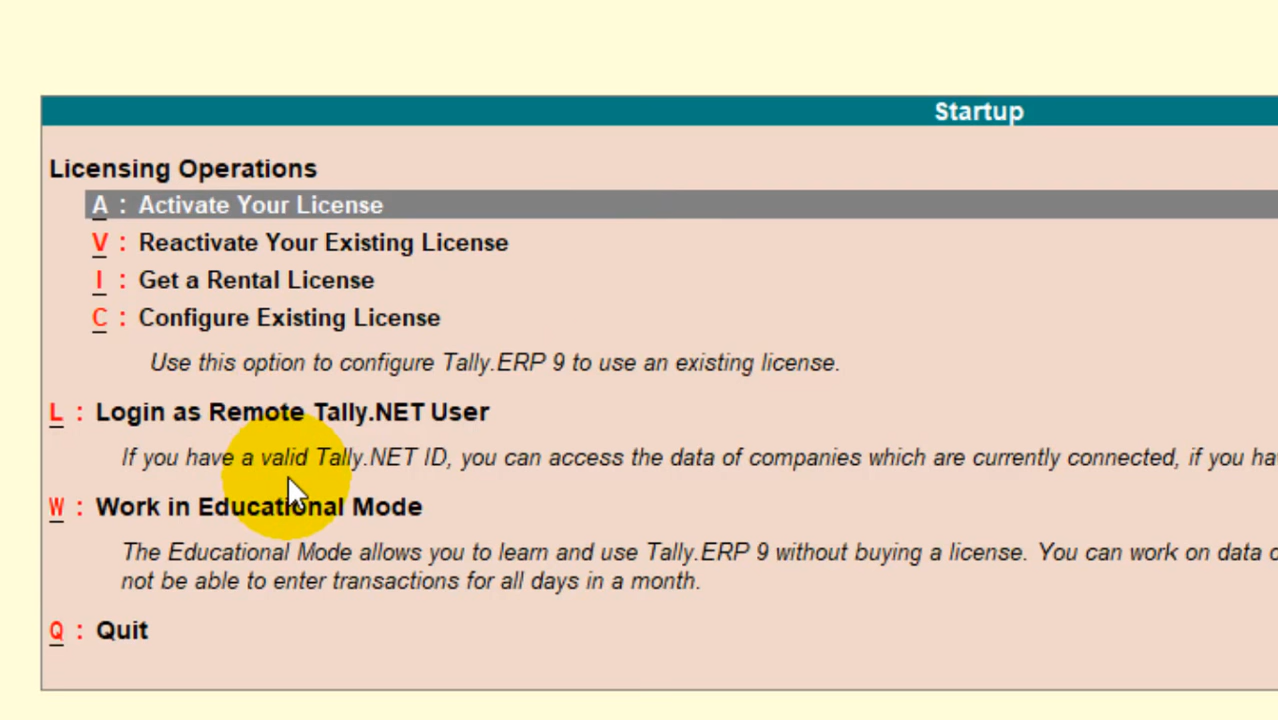 Startup
Licensing Operations
A : Activate Your License
V : Reactivate Your Existing License
I : Get a Rental License
C : Configure Existing License
Use this option to configure Tally.ERP 9 to use an existing license.
L : Login as Remote Tally.NET User
If you have a valid Tally.NET ID, you can access the data of companies which are currently connected, if you ha
W : Work in Educational Mode
The Educational Mode allows you to learn and use Tally.ERP 9 without buying a license. You can work on data
not be able to enter transactions for all days in a month.
Q : Quit